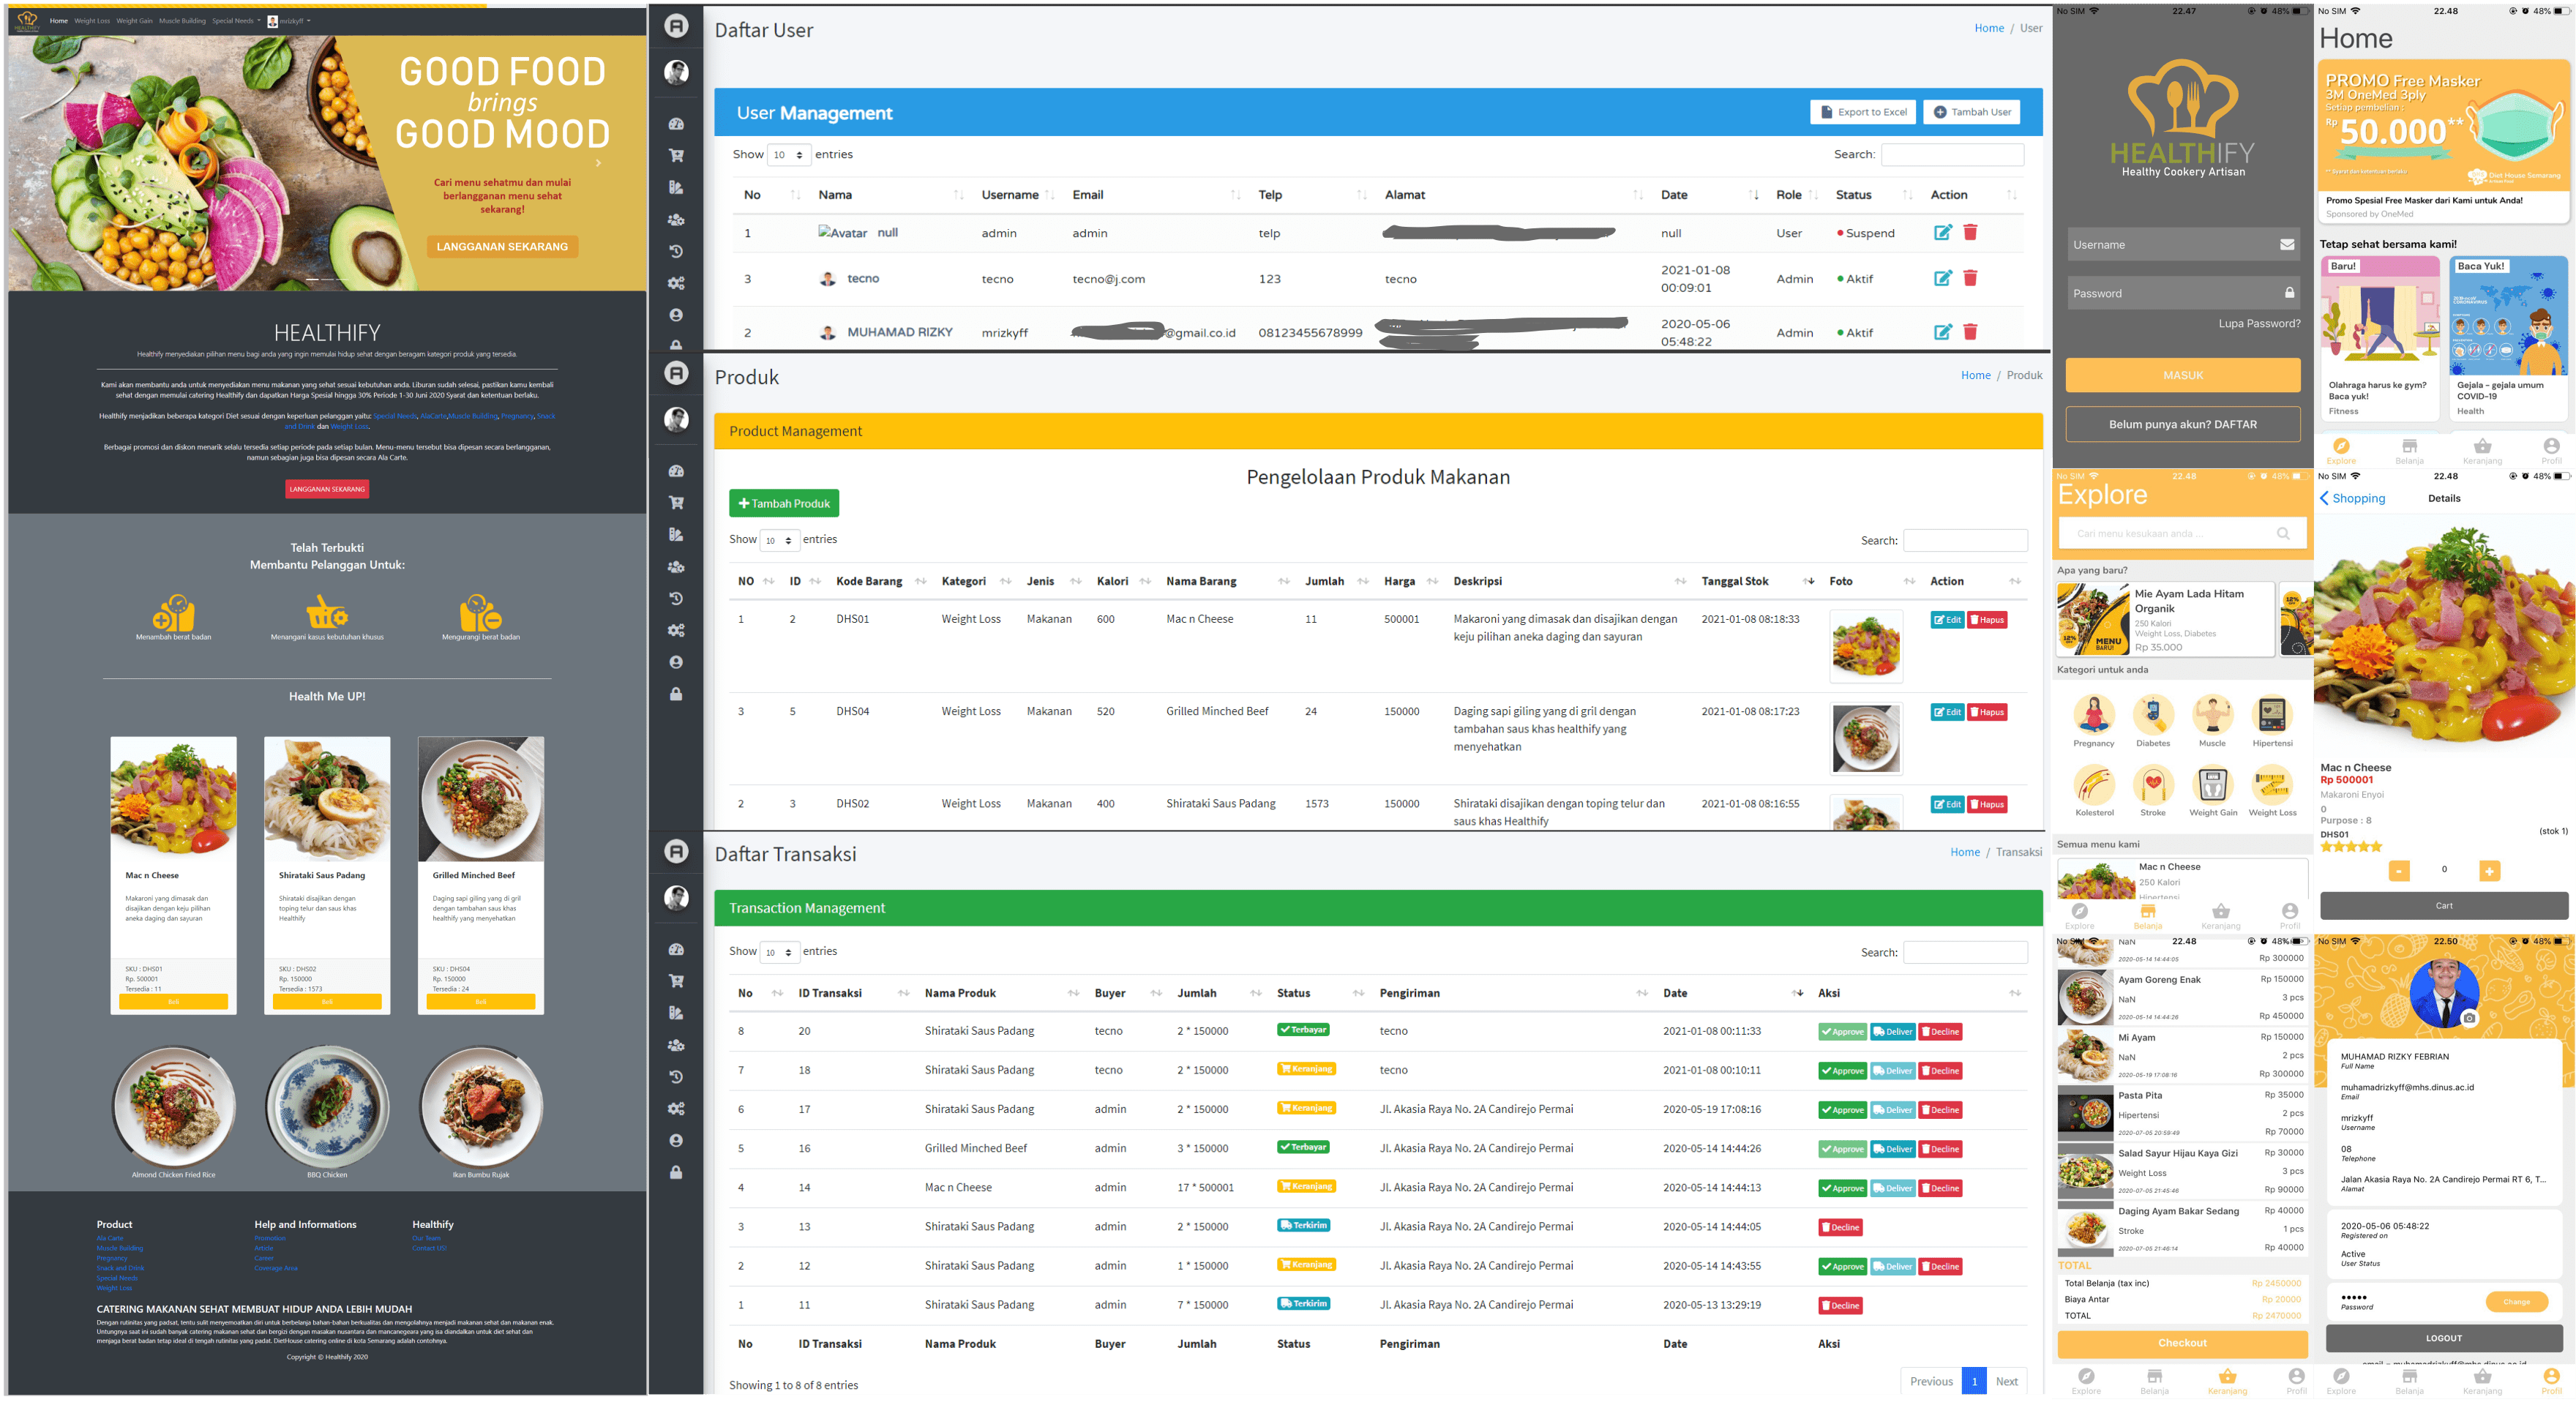 HEALTHIFY
Home Weight Loss Weight Gain Muscle Building Special Needs mrizkyff
GOOD FOOD
brings
GOOD MOOD
Cari menu sehatmu dan mulai
berlangganan menu sehat
sekarang!
LANGGANAN SEKARANG
HEALTHIFY
Healthify menyediakan pilihan menu bagi anda yang ingin memulai hidup sehat dengan beragam kategori produk yang tersedia.
Kami akan membantu anda untuk menyediakan menu makanan yang sehat sesuai kebutuhan anda. Liburan sudah selesai, pastikan kamu kembali
sehat dengan memulai catering Healthify dan dapatkan Harga Spesial hingga 30% Periode 1-30 Juni 2020 Syarat dan ketentuan berlaku.
Healthify menjadikan beberapa kategori Diet sesuai dengan keperluan pelanggan yaitu: Special Needs, AlaCarte,Muscle Building, Pregnancy, Snack
and Drink dan Weight Loss.
Berbagai promosi dan diskon menarik selalu tersedia setiap periode pada setiap bulan. Menu-menu tersebut bisa dipesan secara berlangganan,
namun sebagian juga bisa dipesan secara Ala Carte.
LANGGANAN SEKARANG
Telah Terbukti
Membantu Pelanggan Untuk:
Menambah berat badan Menangani kasus kebutuhan khusus Mengurangi berat badan
Health Me UP!
Mac n Cheese
Makaroni yang dimasak dan
disajikan dengan keju pilihan
aneka daging dan sayuran
SKU : DHS01
Rp. 500001
Tersedia : 11
Beli
Shirataki Saus Padang
Shirataki disajikan dengan
toping telur dan saus khas
Healthify
SKU : DHS02
Rp. 150000
Tersedia : 1573
Beli
Grilled Minched Beef
Daging sapi giling yang di gril
dengan tambahan saus khas
healthify yang menyehatkan
SKU : DHS04
Rp. 150000
Tersedia : 24
Beli
Almond Chicken Fried Rice BBQ Chicken Ikan Bumbu Rujak
Product
Ala Carte
Muscle Building
Pregnancy
Snack and Drink
Special Needs
Weight Loss
Help and Informations
Promotion
Article
Career
Coverage Area
Healthify
Our Team
Contact US!
CATERING MAKANAN SEHAT MEMBUAT HIDUP ANDA LEBIH MUDAH
Dengan rutinitas yang padsat, tentu sulit menyemoatkan diri untuk berbelanja bahan-bahan berkualitas dan mengolahnya menjadi makanan sehat dan makanan enak.
Untungnya saat ini sudah banyak catering makanan sehat dan bergizi dengan masakan nusantara dan mancanegara yang isa diandalkan untuk diet sehat dan
menjaga berat badan tetap ideal di tengah rutinitas yang padat. DietHouse catering online di kota Semarang adalah contohnya.
Copyright © Healthify 2020
Daftar User
Home / User
User Management
Export to Excel Tambah User
Show 10 entries
Search:
No Nama Username Email Telp Alamat Date Role Status Action
1 Avatar null admin admin telp null User Suspend
3 tecno tecno tecno@j.com 123 tecno 2021-01-08 00:09:01 Admin Aktif
2 MUHAMAD RIZKY mrizkyff @gmail.co.id 08123455678999 2020-05-06 05:48:22 Admin Aktif
Produk
Home / Produk
Product Management
Pengelolaan Produk Makanan
Tambah Produk
Show 10 entries
Search:
NO ID Kode Barang Kategori Jenis Kalori Nama Barang Jumlah Harga Deskripsi Tanggal Stok Foto Action
1 2 DHS01 Weight Loss Makanan 600 Mac n Cheese 11 500001 Makaroni yang dimasak dan disajikan dengan 2021-01-08 08:18:33 Edit Hapus
keju pilihan aneka daging dan sayuran
3 5 DHS04 Weight Loss Makanan 520 Grilled Minched Beef 24 150000 Daging sapi giling yang di gril dengan 2021-01-08 08:17:23 Edit Hapus
tambahan saus khas healthify yang
menyehatkan
2 3 DHS02 Weight Loss Makanan 400 Shirataki Saus Padang 1573 150000 Shirataki disajikan dengan toping telur dan 2021-01-08 08:16:55 Edit Hapus
saus khas Healthify
Daftar Transaksi
Home / Transaksi
Transaction Management
Show 10 entries
Search:
No ID Transaksi Nama Produk Buyer Jumlah Status Pengiriman Date Aksi
8 20 Shirataki Saus Padang tecno 2 * 150000 Terbayar tecno 2021-01-08 00:11:33 Approve Deliver Decline
7 18 Shirataki Saus Padang tecno 2 * 150000 Keranjang tecno 2021-01-08 00:10:11 Approve Deliver Decline
6 17 Shirataki Saus Padang admin 2 * 150000 Keranjang Jl. Akasia Raya No. 2A Candirejo Permai 2020-05-19 17:08:16 Approve Deliver Decline
5 16 Grilled Minched Beef admin 3 * 150000 Terbayar Jl. Akasia Raya No. 2A Candirejo Permai 2020-05-14 14:44:26 Approve Deliver Decline
4 14 Mac n Cheese admin 17 * 500001 Keranjang Jl. Akasia Raya No. 2A Candirejo Permai 2020-05-14 14:44:13 Approve Deliver Decline
3 13 Shirataki Saus Padang admin 2 * 150000 Terkirim Jl. Akasia Raya No. 2A Candirejo Permai 2020-05-14 14:44:05 Decline
2 12 Shirataki Saus Padang admin 1 * 150000 Keranjang Jl. Akasia Raya No. 2A Candirejo Permai 2020-05-14 14:43:55 Approve Deliver Decline
1 11 Shirataki Saus Padang admin 7 * 150000 Terkirim Jl. Akasia Raya No. 2A Candirejo Permai 2020-05-13 13:29:19 Decline
No ID Transaksi Nama Produk Buyer Jumlah Status Pengiriman Date Aksi
Showing 1 to 8 of 8 entries
Previous 1 Next
No SIM 22.47 48%
HEALTHIFY
Healthy Cookery Artisan
Username
Password
Lupa Password?
MASUK
Belum punya akun? DAFTAR
No SIM 22.48 48%
Home
PROMO Free Masker
3M OneMed 3ply
Setiap pembelian :
Rp 50.000**
** Syarat dan ketentuan berlaku
Diet House Semarang
Promo Spesial Free Masker dari Kami untuk Anda!
Sponsored by OneMed
Tetap sehat bersama kami!
Baru!
Olahraga harus ke gym?
Baca yuk!
Fitness
Baca Yuk!
Gejala - gejala umum
COVID-19
Health
Explore Belanja Keranjang Profil
No SIM 22.48 48%
Explore
Cari menu kesukaan anda ...
Apa yang baru?
12%
MENU
BARU!
Mie Ayam Lada Hitam
Organik
250 Kalori
Weight Loss, Diabetes
Rp 35.000
12%
Kategori untuk anda
Pregnancy Diabetes Muscle Hipertensi
Kolesterol Stroke Weight Gain Weight Loss
Semua menu kami
Mac n Cheese
250 Kalori
Hipertensi
Explore Belanja Keranjang Profil
No SIM 22.48 48%
Shopping Details
Mac n Cheese
Rp 500001
Makaroni Enyoi
0
Purpose : 8
DHS01 (stok 1)
- 0 +
Cart
No SIM 22.48 48%
NaN
2020-05-14 14:44:05 Rp 300000
Ayam Goreng Enak Rp 150000
NaN 3 pcs
2020-05-14 14:44:26 Rp 450000
Mi Ayam Rp 150000
NaN 2 pcs
2020-05-19 17:08:16 Rp 300000
Pasta Pita Rp 35000
Hipertensi 2 pcs
2020-07-05 20:59:49 Rp 70000
Salad Sayur Hijau Kaya Gizi Rp 30000
Weight Loss 3 pcs
2020-07-05 21:45:46 Rp 90000
Daging Ayam Bakar Sedang Rp 40000
Stroke 1 pcs
2020-07-05 21:46:14 Rp 40000
TOTAL
Total Belanja (tax inc) Rp 2450000
Biaya Antar Rp 20000
TOTAL Rp 2470000
Checkout
Explore Belanja Keranjang Profil
No SIM 22.50 48%
MUHAMAD RIZKY FEBRIAN
Full Name
muhamadrizkyff@mhs.dinus.ac.id
Email
mrizkyff
Username
08
Telephone
Jalan Akasia Raya No. 2A Candirejo Permai RT 6, T...
Alamat
2020-05-06 05:48:22
Registered on
Active
User Status
Password
Change
LOGOUT
Explore Belanja Keranjang Profil